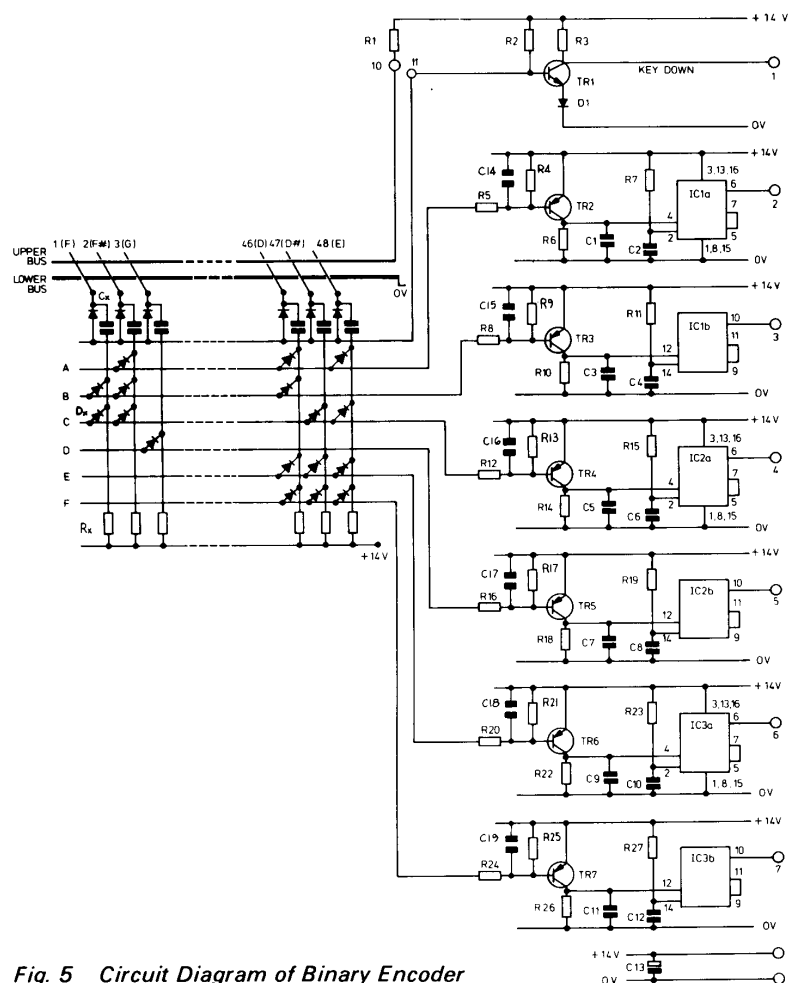 +14 V
R1
R2
R3
10
11
TR1
KEY DOWN
1
D1
0V
+14V
C14
R4
R7
3,13,16
IC1a
6
2
R5
TR2
4
7
5
2
R6
C1
C2
1,8,15
0V
1(F) 2(F#) 3(G)
46(D) 47(D#) 48(E)
UPPER BUS
LOWER BUS
0V
Cx
+14V
C15
R9
R11
IC1b
10
3
R8
TR3
12
11
9
14
R10
C3
C4
0V
A
B
Dx
C
D
E
F
Rx
+14V
+14V
C16
R13
R15
3,13,16
IC2a
6
4
R12
TR4
4
7
5
2
R14
C5
C6
1,8,15
0V
+14V
C17
R17
R19
IC2b
10
5
R16
TR5
12
11
9
14
R18
C7
C8
0V
+14V
C18
R21
R23
3,13,16
IC3a
6
6
R20
TR6
4
7
5
2
R22
C9
C10
1,8,15
0V
+14V
C19
R25
R27
IC3b
10
7
R24
TR7
12
11
9
14
R26
C11
C12
0V
+14V
C13
0V
Fig. 5 Circuit Diagram of Binary Encoder